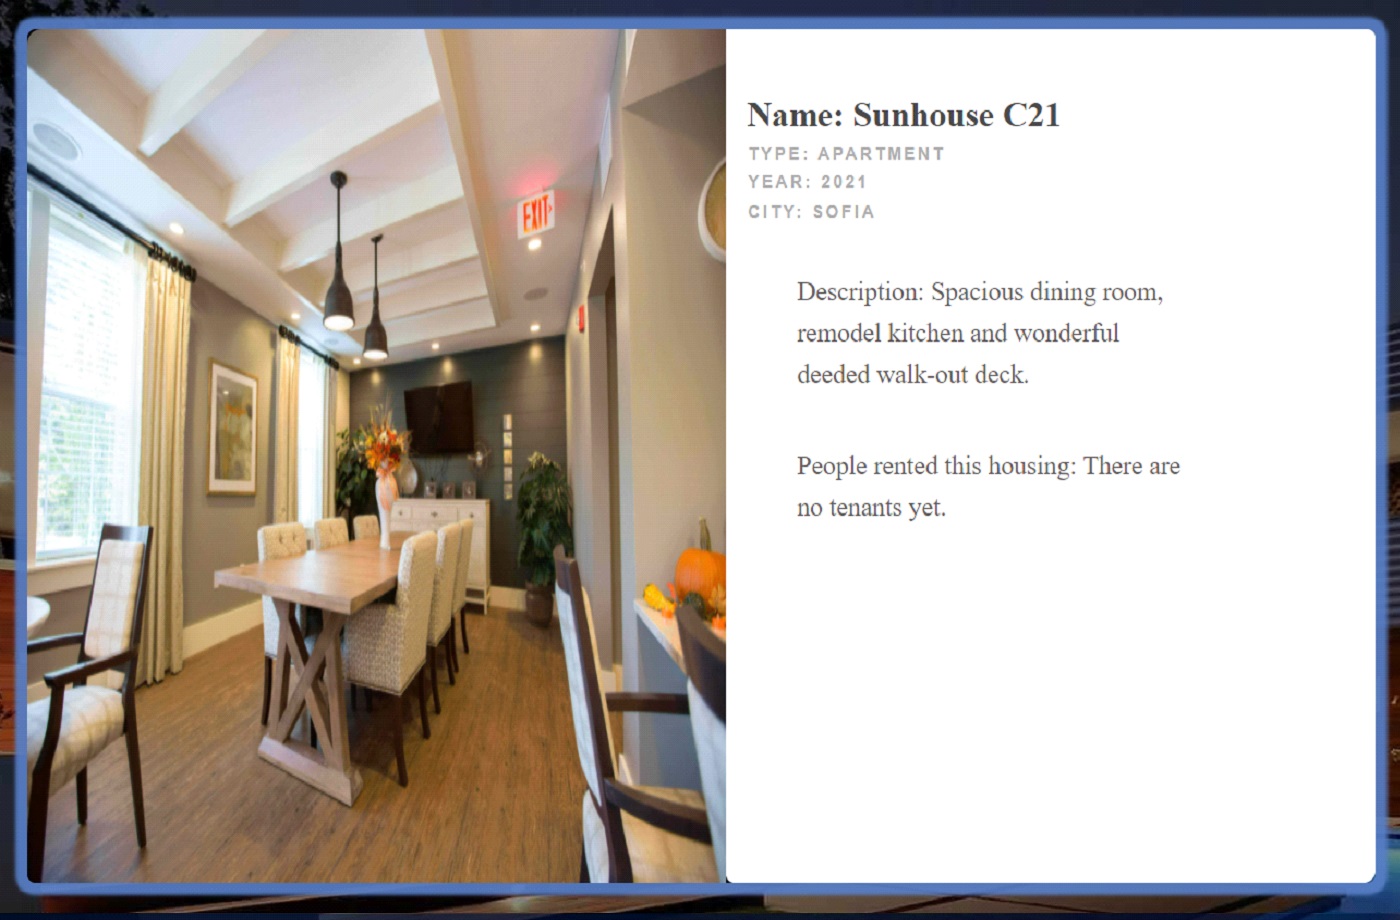 EXIT
Name: Sunhouse C21
TYPE: APARTMENT
YEAR: 2021
CITY: SOFIA
Description: Spacious dining room,
remodel kitchen and wonderful
deeded walk-out deck.
People rented this housing: There are
no tenants yet.